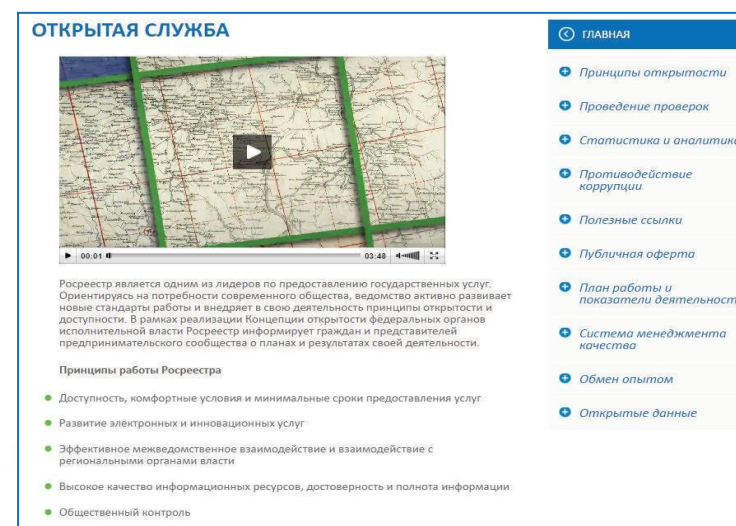 ОТКРЫТАЯ СЛУЖБА
00:01
03:48
Росреестр является одним из лидеров по предоставлению государственных услуг.
Ориентируясь на потребности современного общества, ведомство активно развивает
новые стандарты работы и внедряет в свою деятельность принципы открытости и
доступности. В рамках реализации Концепции открытости федеральных органов
исполнительной власти Росреестр информирует граждан и представителей
предпринимательского сообщества о планах и результатах своей деятельности.
Принципы работы Росреестра
Доступность, комфортные условия и минимальные сроки предоставления услуг
Развитие электронных и инновационных услуг
Эффективное межведомственное взаимодействие и взаимодействие с
региональными органами власти
Высокое качество информационных ресурсов, достоверность и полнота информации
Общественный контроль
ГЛАВНАЯ
Принципы открытости
Проведение проверок
Статистика и аналитика
Противодействие
коррупции
Полезные ссылки
Публичная оферта
План работы и
показатели деятельност
Система менеджмента
качества
Обмен опытом
Открытые данные